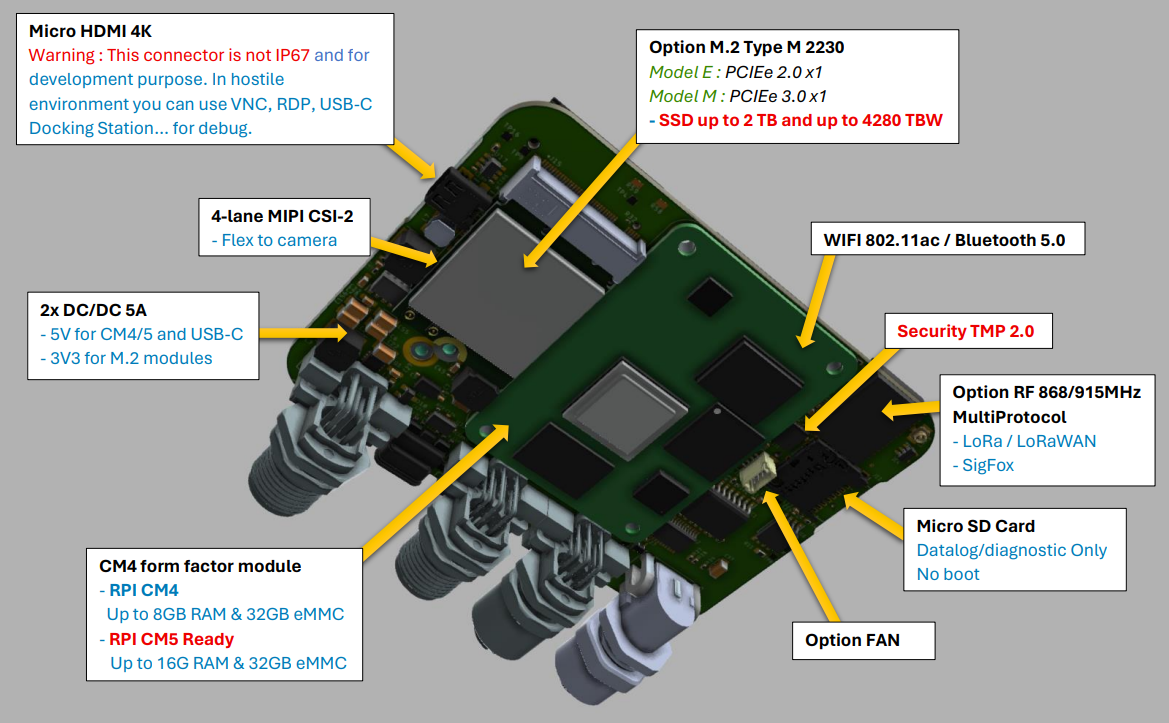 Micro HDMI 4K
Warning : This connector is not IP67 and for
development purpose. In hostile
environment you can use VNC, RDP, USB-C
Docking Station... for debug.
Option M.2 Type M 2230
Model E : PCIEe 2.0 x1
Model M : PCIEe 3.0 x1
- SSD up to 2 TB and up to 4280 TBW
4-lane MIPI CSI-2
- Flex to camera
WIFI 802.11ac / Bluetooth 5.0
2x DC/DC 5A
- 5V for CM4/5 and USB-C
- 3V3 for M.2 modules
Security TMP 2.0
Option RF 868/915MHz
MultiProtocol
- LoRa / LoRaWAN
- SigFox
Micro SD Card
Datalog/diagnostic Only
No boot
CM4 form factor module
- RPI CM4
Up to 8GB RAM & 32GB eMMC
- RPI CM5 Ready
Up to 16G RAM & 32GB eMMC
Option FAN